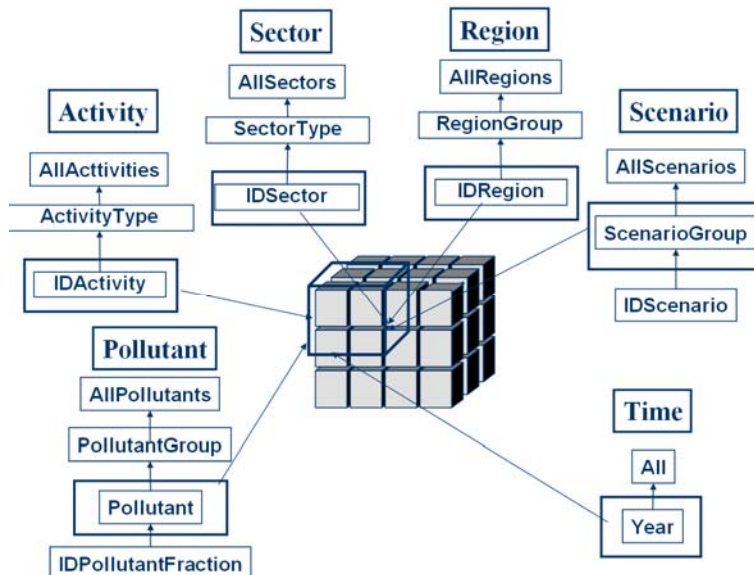 Sector
AllSectors
SectorType
IDSector
Region
AllRegions
RegionGroup
IDRegion
Activity
AllActtivities
ActivityType
IDActivity
Scenario
AllScenarios
ScenarioGroup
IDScenario
Pollutant
AllPollutants
PollutantGroup
Pollutant
IDPollutantFraction
Time
All
Year